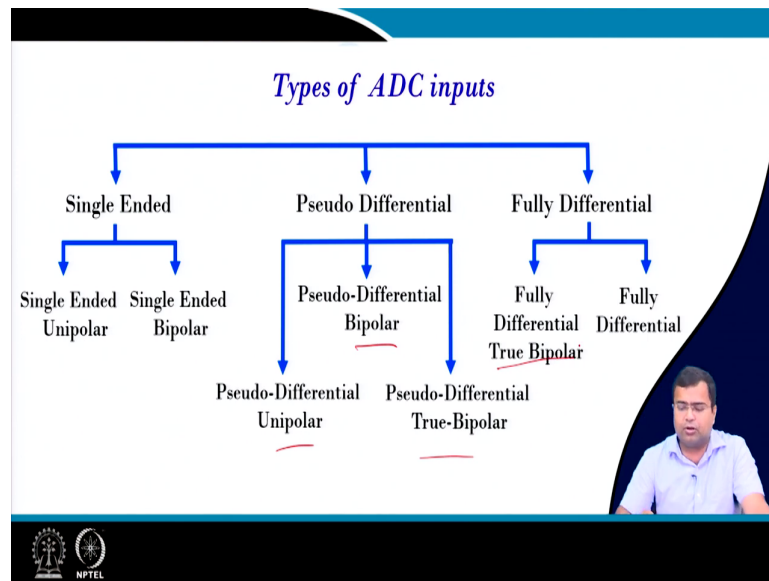 Types of ADC inputs
Single Ended
Pseudo Differential
Fully Differential
Single Ended
Unipolar
Single Ended
Bipolar
Pseudo-Differential
Bipolar
Fully
Differential
True Bipolar
Fully
Differential
Pseudo-Differential
Unipolar
Pseudo-Differential
True-Bipolar
NPTEL